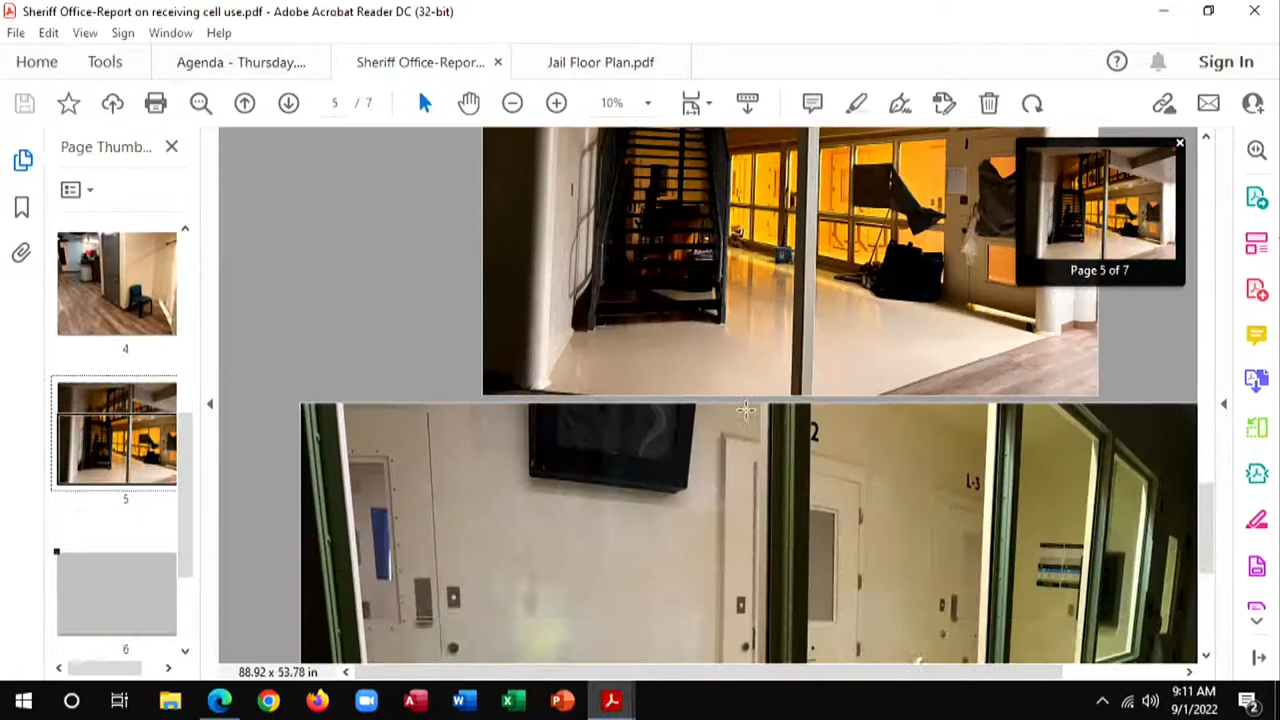 Sheriff Office-Report on receiving cell use.pdf - Adobe Acrobat Reader DC (32-bit)
File Edit View Sign Window Help
Home Tools Agenda - Thursday,... Sheriff Office-Repor... Jail Floor Plan.pdf Sign In
5 / 7 10%
Page Thumb...
Page 5 of 7
4
5
6
2
L-3
88.92 x 53.78 in
9:11 AM
9/1/2022
2